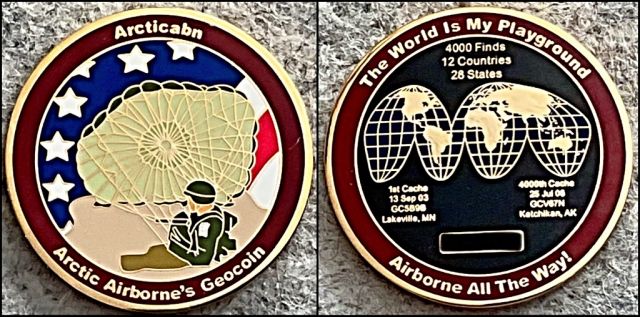 Arcticabn
Arctic Airborne's Geocoin
The World Is My Playground
4000 Finds
12 Countries
28 States
1st Cache
13 Sep 03
GC5B9B
Lakeville, MN
4000th Cache
25 Jul 08
GCV67N
Ketchikan, AK
Airborne All The Way!